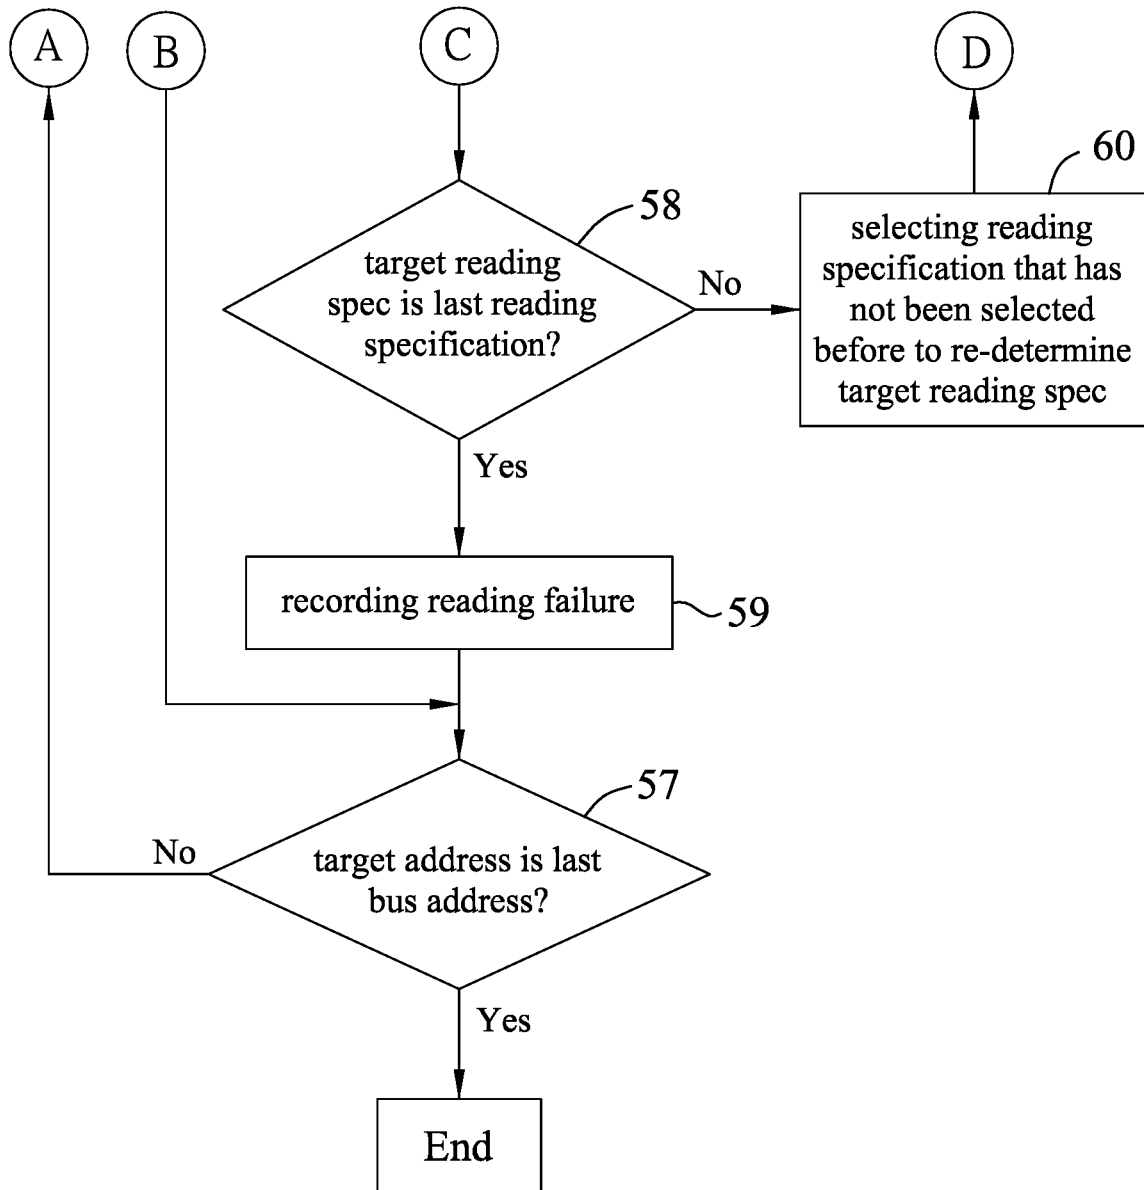 A
B
C
D
60
58
selecting reading
specification that has
not been selected
before to re-determine
target reading spec
target reading
spec is last reading
specification?
No
Yes
recording reading failure
59
57
No
target address is last
bus address?
Yes
End